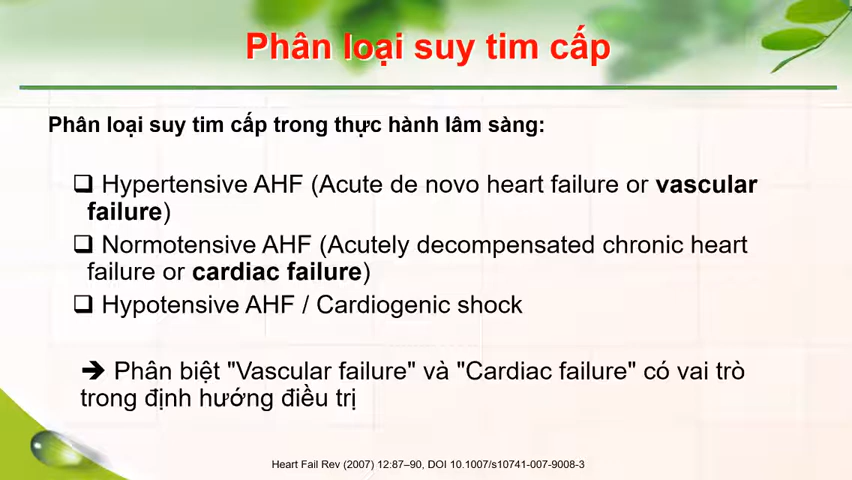 Phân loại suy tim cấp
Phân loại suy tim cấp trong thực hành lâm sàng:
❑ Hypertensive AHF (Acute de novo heart failure or vascular
failure)
❑ Normotensive AHF (Acutely decompensated chronic heart
failure or cardiac failure)
❑ Hypotensive AHF / Cardiogenic shock
➔ Phân biệt "Vascular failure" và "Cardiac failure" có vai trò
trong định hướng điều trị
Heart Fail Rev (2007) 12:87–90, DOI 10.1007/s10741-007-9008-3